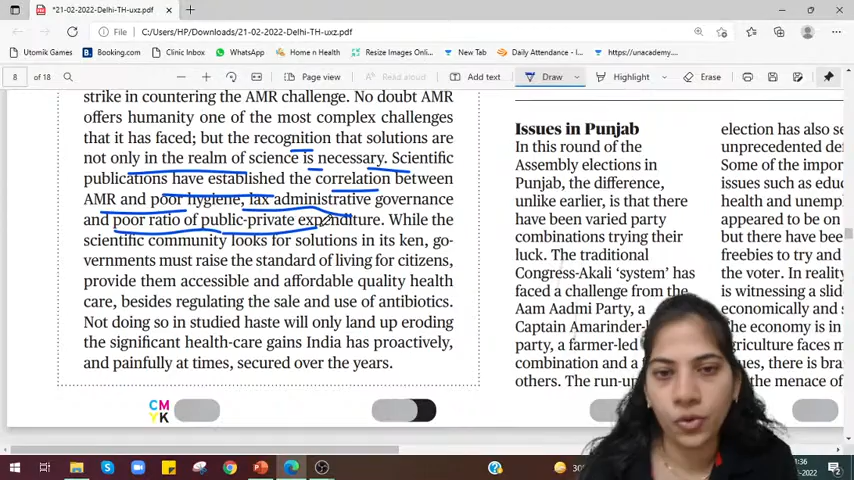 *21-02-2022-Delhi-TH-uxz.pdf
File C:/Users/HP/Downloads/21-02-2022-Delhi-TH-uxz.pdf
Utomik Games Booking.com Clinic Inbox WhatsApp Home n Health Resize Images Onl... New Tab Daily Attendance - I... https://unacademy....
8 of 18 Page view Read aloud Add text Draw Highlight Erase
strike in countering the AMR challenge. No doubt AMR
offers humanity one of the most complex challenges
that it has faced; but the recognition that solutions are
not only in the realm of science is necessary. Scientific
publications have established the correlation between
AMR and poor hygiene, lax administrative governance
and poor ratio of public-private expenditure. While the
scientific community looks for solutions in its ken, go-
vernments must raise the standard of living for citizens,
provide them accessible and affordable quality health
care, besides regulating the sale and use of antibiotics.
Not doing so in studied haste will only land up eroding
the significant health-care gains India has proactively,
and painfully at times, secured over the years.
CM
YK
Issues in Punjab
In this round of the
Assembly elections in
Punjab, the difference,
unlike earlier, is that
there have been varied party
combinations trying their
luck. The traditional
Congress-Akali ‘system’ has
faced a challenge from the
Aam Aadmi Party, a
Captain Amarinder-
party, a farmer-led
combination and a
others. The run-up
election has also se
unprecedented de
Some of the impor
issues such as educ
health and unemp
appeared to be on
but there have bee
freebies to try and
the voter. In reality
is witnessing a slid
economically and s
The economy is in
agriculture faces m
there is bra
the menace of